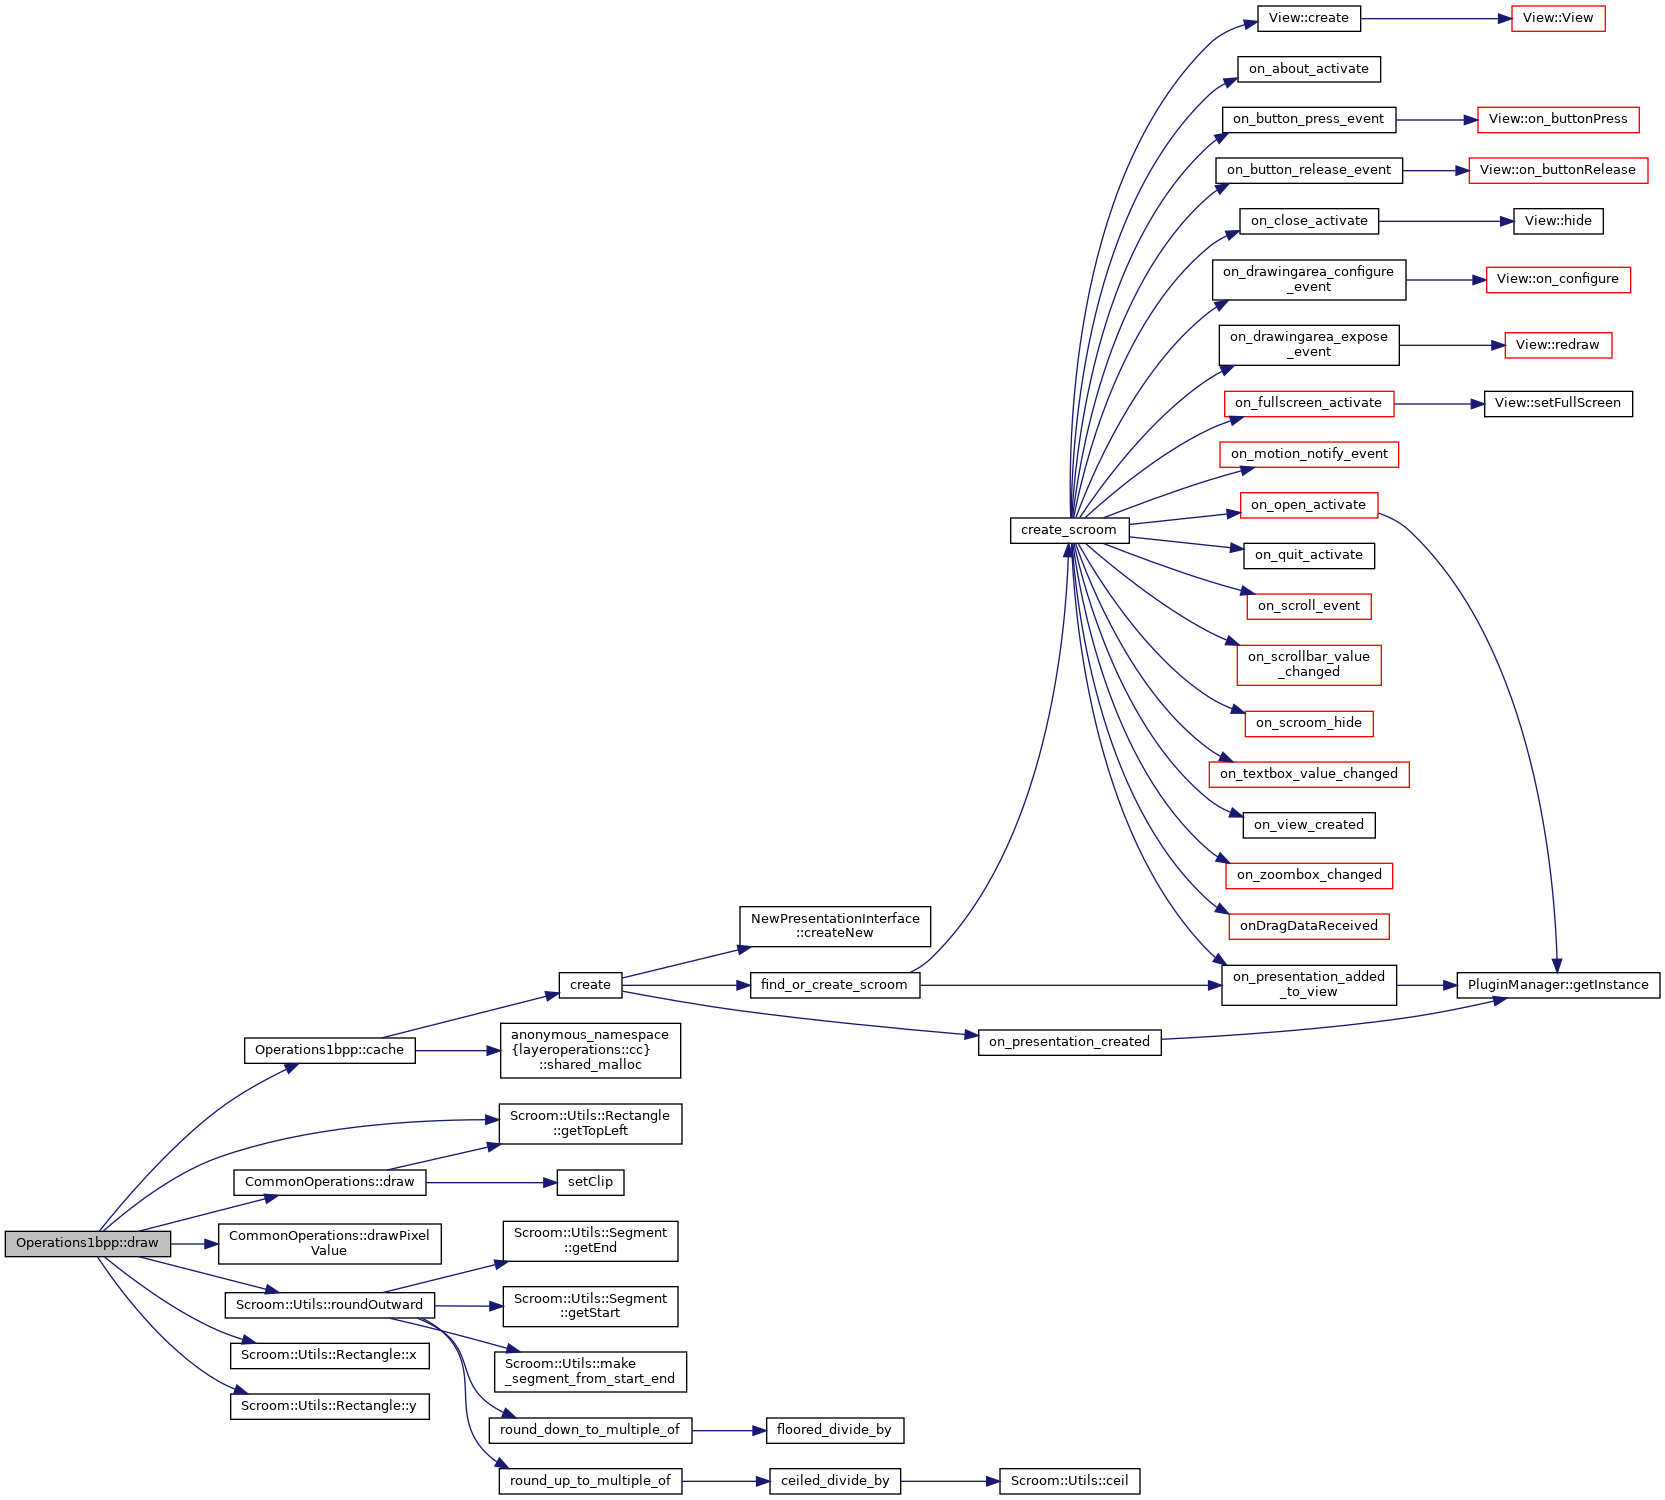 View::create
View::View
on_about_activate
on_button_press_event
View::on_buttonPress
on_button_release_event
View::on_buttonRelease
on_close_activate
View::hide
on_drawingarea_configure
_event
View::on_configure
on_drawingarea_expose
_event
View::redraw
on_fullscreen_activate
View::setFullScreen
on_motion_notify_event
on_open_activate
create_scroom
on_quit_activate
on_scroll_event
on_scrollbar_value
_changed
on_scroom_hide
on_textbox_value_changed
on_view_created
on_zoombox_changed
onDragDataReceived
NewPresentationInterface
::createNew
create
find_or_create_scroom
on_presentation_added
_to_view
PluginManager::getInstance
on_presentation_created
Operations1bpp::cache
anonymous_namespace
{layeroperations::cc}
::shared_malloc
Scroom::Utils::Rectangle
::getTopLeft
CommonOperations::draw
setClip
Operations1bpp::draw
CommonOperations::drawPixel
Value
Scroom::Utils::Segment
::getEnd
Scroom::Utils::roundOutward
Scroom::Utils::Segment
::getStart
Scroom::Utils::Rectangle::x
Scroom::Utils::make
_segment_from_start_end
Scroom::Utils::Rectangle::y
round_down_to_multiple_of
floored_divide_by
round_up_to_multiple_of
ceiled_divide_by
Scroom::Utils::ceil